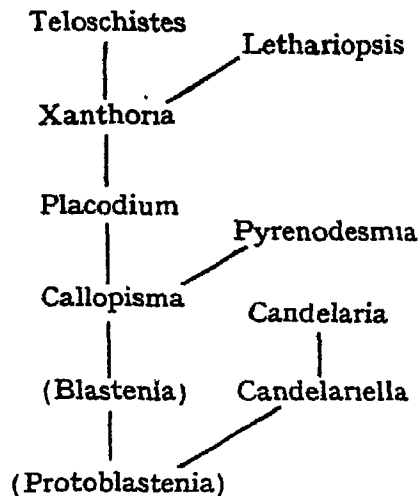 Teloschistes
Lethariopsis
Xanthoria
Placodium
Pyrenodesmia
Callopisma
Candelaria
(Blastenia)
Candelariella
(Protoblastenia)